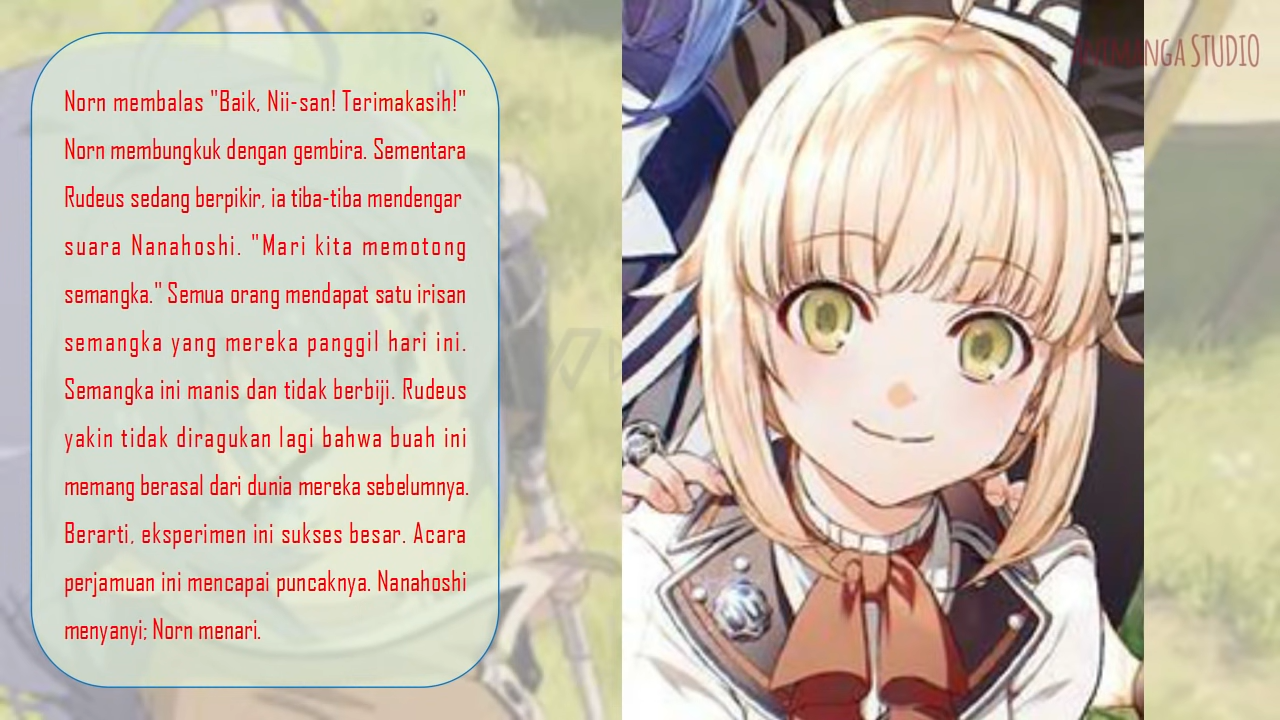 Norn membalas "Baik, Nii-san! Terimakasih!"
Norn membungkuk dengan gembira. Sementara
Rudeus sedang berpikir, ia tiba-tiba mendengar
suara Nanahoshi. "Mari kita memotong
semangka." Semua orang mendapat satu irisan
semangka yang mereka panggil hari ini.
Semangka ini manis dan tidak berbiji. Rudeus
yakin tidak diragukan lagi bahwa buah ini
memang berasal dari dunia mereka sebelumnya.
Berarti, eksperimen ini sukses besar. Acara
perjamuan ini mencapai puncaknya. Nanahoshi
menyanyi; Norn menari.
STUDIO